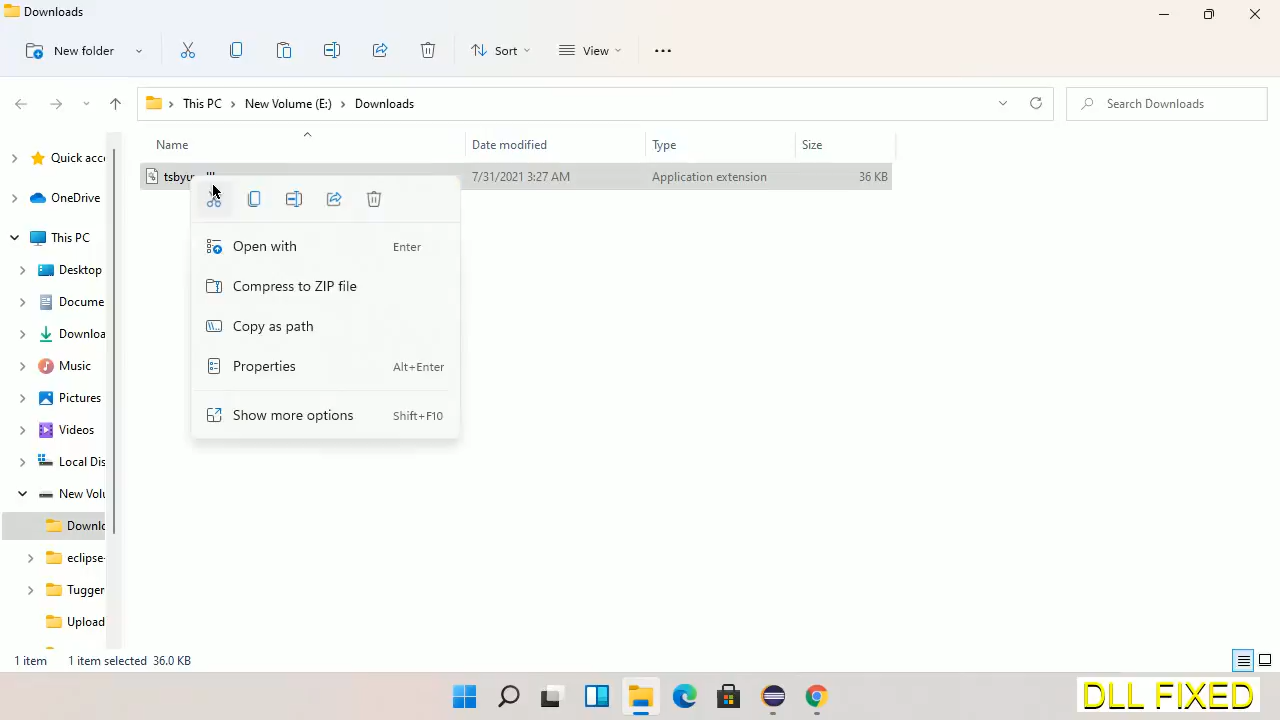 Downloads
New folder
Sort
View
This PC
New Volume (E:)
Downloads
Search Downloads
Name
Date modified
Type
Size
7/31/2021 3:27 AM
Application extension
36 KB
Quick acce
OneDrive
This PC
Desktop
Docume
Downloa
Music
Pictures
Videos
Local Dis
New Volu
Downlo
eclipse-
Tugger
Upload
Open with
Enter
Compress to ZIP file
Copy as path
Properties
Alt+Enter
Show more options
Shift+F10
1 item
1 item selected 36.0 KB
DLL FIXED